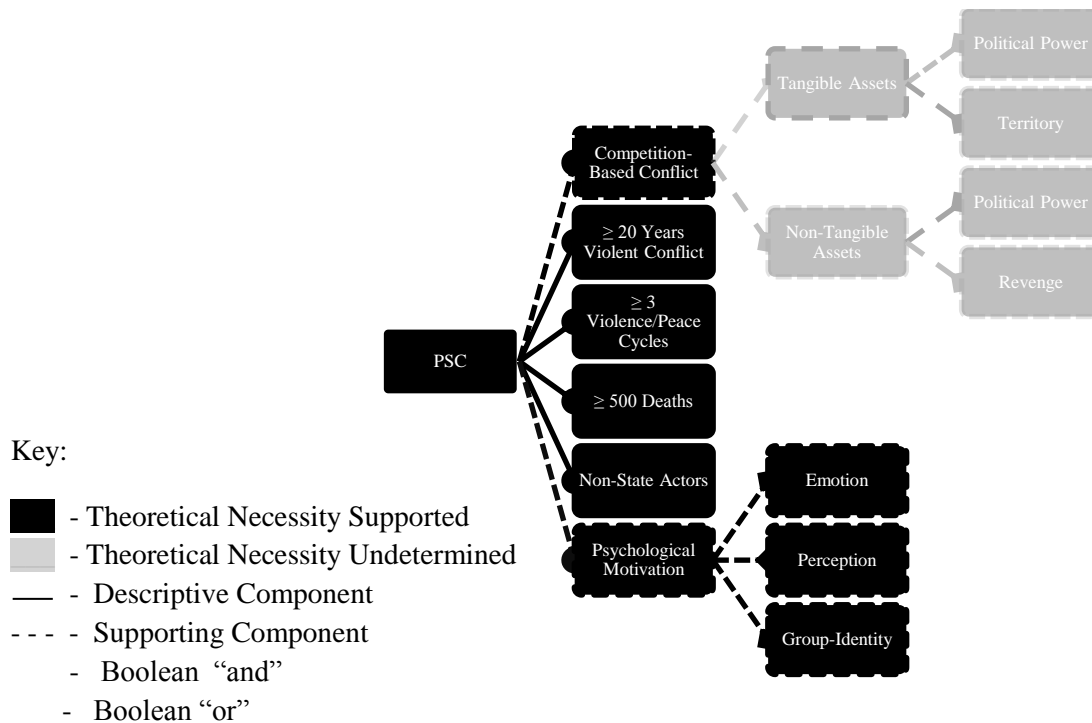 Political Power
Tangible Assets
Territory
Competition-
Based Conflict
Political Power
Non-Tangible
Assets
Revenge
≥ 20 Years
Violent Conflict
≥ 3
Violence/Peace
Cycles
PSC
≥ 500 Deaths
Non-State Actors
Psychological
Motivation
Emotion
Perception
Group-Identity
Key:
- Theoretical Necessity Supported
- Theoretical Necessity Undetermined
- Descriptive Component
- - - - Supporting Component
- Boolean “and”
- Boolean “or”